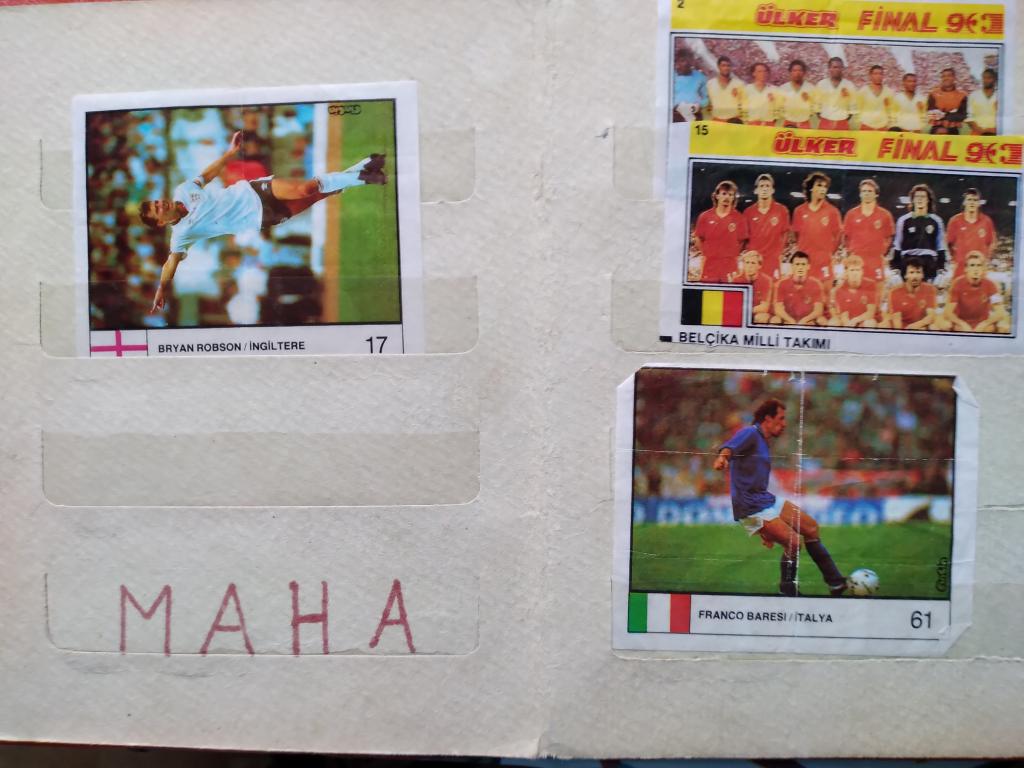 BRYAN ROBSON / İNGİLTERE 17
MAHA
2
ÜLKER FİNAL 90
15
ÜLKER FİNAL 90
BELÇİKA MİLLİ TAKIMI
FRANCO BARESI / İTALYA 61